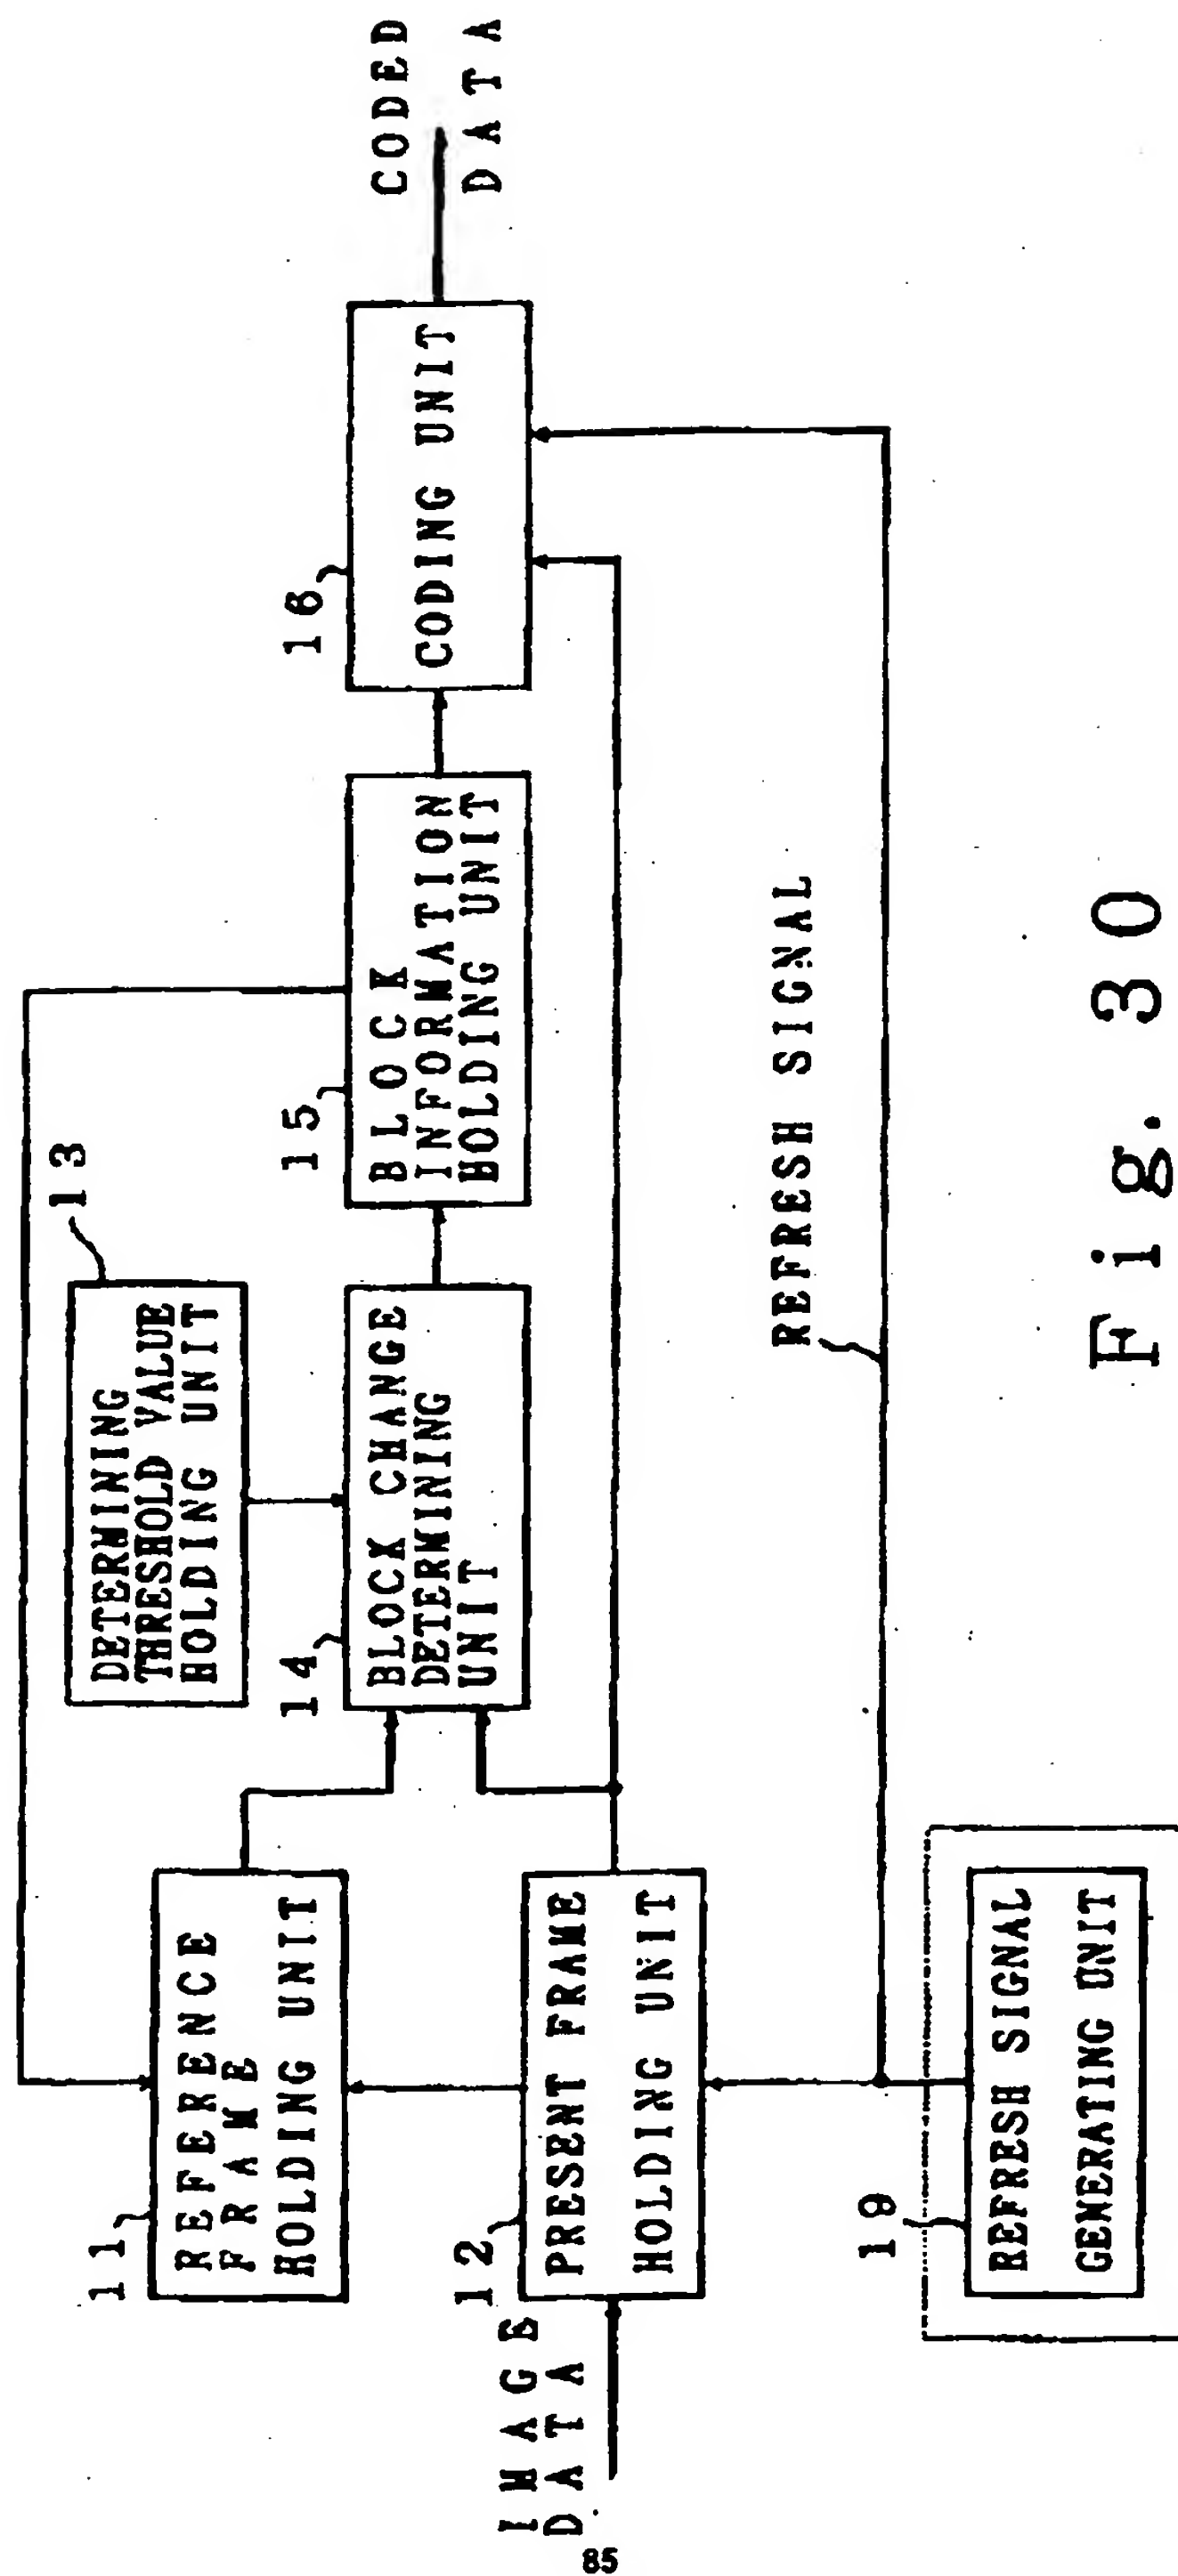 13
DETERMINING
THRESHOLD VALUE
HOLDING UNIT
11
REFERENCE
FRAME
HOLDING UNIT
14
BLOCK CHANGE
DETERMINING
UNIT
15
BLOCK
INFORMATION
HOLDING UNIT
16
CODING UNIT
CODED
DATA
IMAGE
DATA
12
PRESENT FRAME
HOLDING UNIT
REFRESH SIGNAL
19
REFRESH SIGNAL
GENERATING UNIT
Fig. 30
85